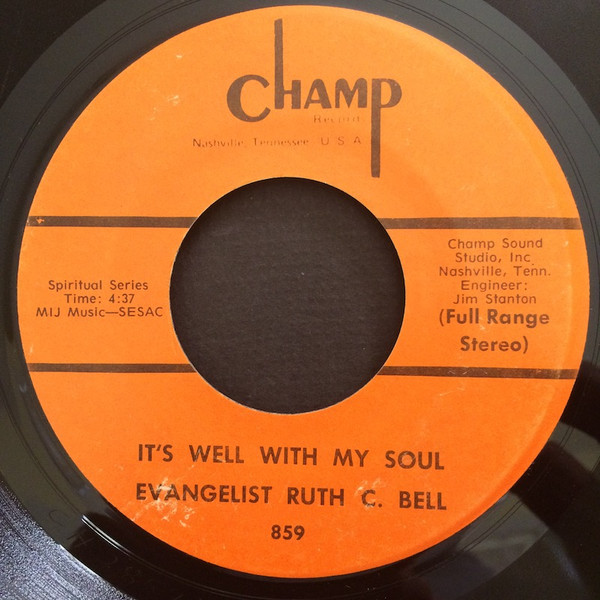 CHAMP
Records
Nashville, Tennessee U S A
Spiritual Series
Time: 4:37
MIJ Music—SESAC
Champ Sound
Studio, Inc
Nashville, Tenn.
Engineer:
Jim Stanton
(Full Range
Stereo)
IT'S WELL WITH MY SOUL
EVANGELIST RUTH C. BELL
859